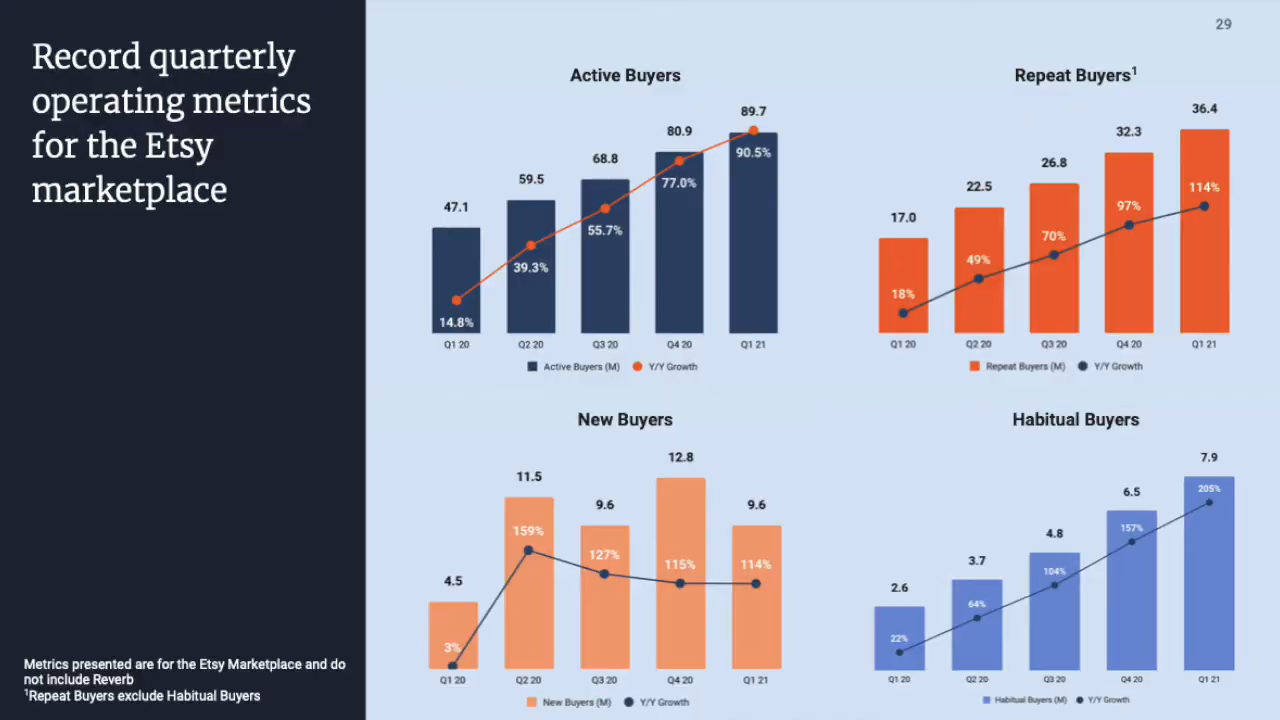 Record quarterly
operating metrics
for the Etsy
marketplace
Metrics presented are for the Etsy Marketplace and do
not include Reverb
¹Repeat Buyers exclude Habitual Buyers
29
Active Buyers
89.7
80.9
68.8
59.5
47.1
90.5%
77.0%
55.7%
39.3%
14.8%
Q1 20 Q2 20 Q3 20 Q4 20 Q1 21
Active Buyers (M) Y/Y Growth
Repeat Buyers¹
36.4
32.3
26.8
22.5
17.0
114%
97%
70%
49%
18%
Q1 20 Q2 20 Q3 20 Q4 20 Q1 21
Repeat Buyers (M) Y/Y Growth
New Buyers
12.8
11.5
9.6 9.6
4.5
159%
127%
115% 114%
3%
Q1 20 Q2 20 Q3 20 Q4 20 Q1 21
New Buyers (M) Y/Y Growth
Habitual Buyers
7.9
6.5
4.8
3.7
2.6
205%
157%
104%
64%
22%
Q1 20 Q2 20 Q3 20 Q4 20 Q1 21
Habitual Buyers (M) Y/Y Growth